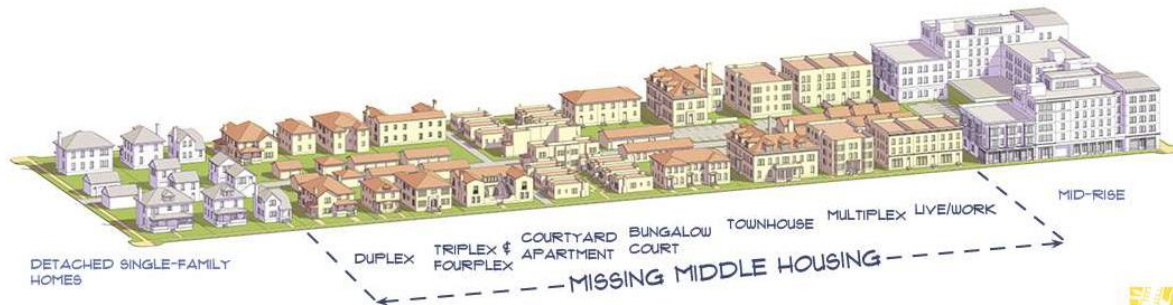 DETACHED SINGLE-FAMILY
HOMES
DUPLEX
TRIPLEX &
FOURPLEX
COURTYARD
APARTMENT
BUNGALOW
COURT
TOWNHOUSE
MULTIPLEX
LIVE/WORK
MID-RISE
MISSING MIDDLE HOUSING